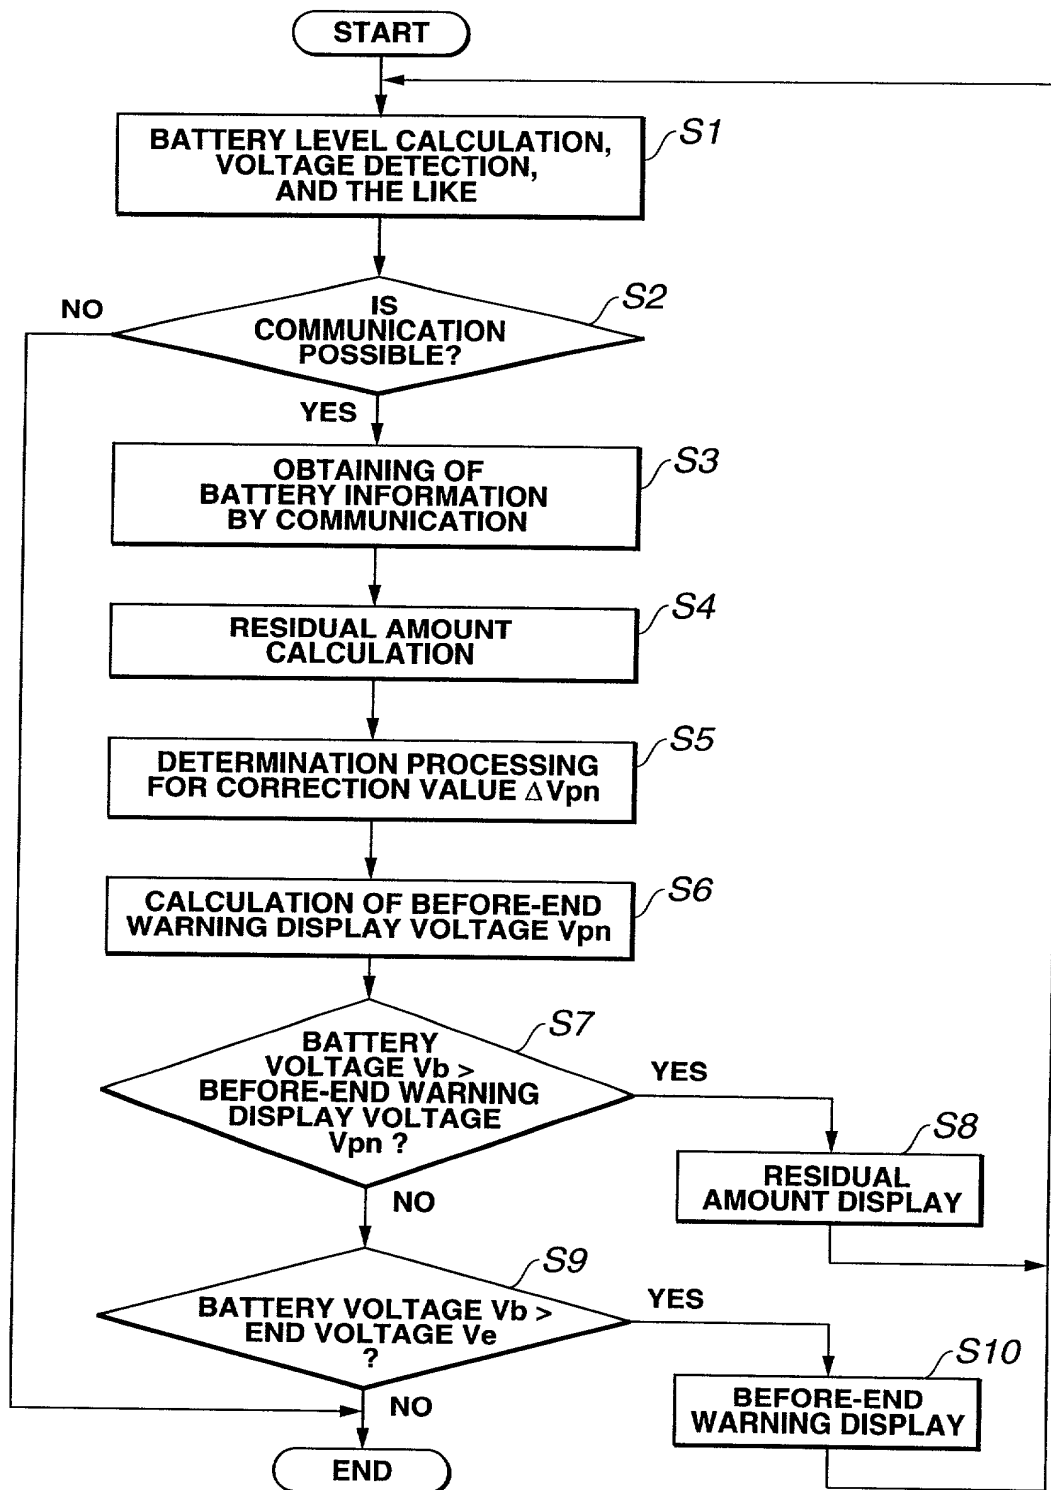 START
BATTERY LEVEL CALCULATION,
VOLTAGE DETECTION,
AND THE LIKE
S1
IS
COMMUNICATION
POSSIBLE?
S2
NO
YES
OBTAINING OF
BATTERY INFORMATION
BY COMMUNICATION
S3
RESIDUAL AMOUNT
CALCULATION
S4
DETERMINATION PROCESSING
FOR CORRECTION VALUE Δ Vpn
S5
CALCULATION OF BEFORE-END
WARNING DISPLAY VOLTAGE Vpn
S6
BATTERY
VOLTAGE Vb >
BEFORE-END WARNING
DISPLAY VOLTAGE
Vpn ?
S7
YES
NO
S8
RESIDUAL
AMOUNT DISPLAY
BATTERY VOLTAGE Vb >
END VOLTAGE Ve
?
S9
YES
NO
S10
BEFORE-END
WARNING DISPLAY
END